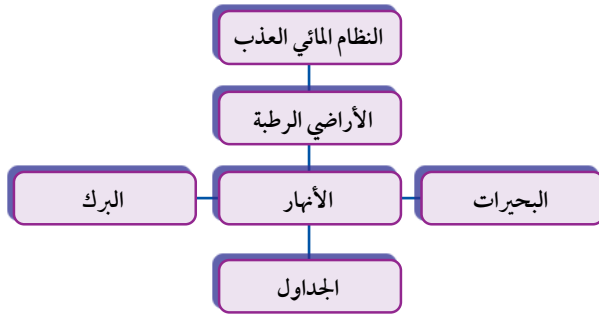 النظام المائي العذب
الأراضي الرطبة
البحيرات
الأنهار
البرك
الجداول